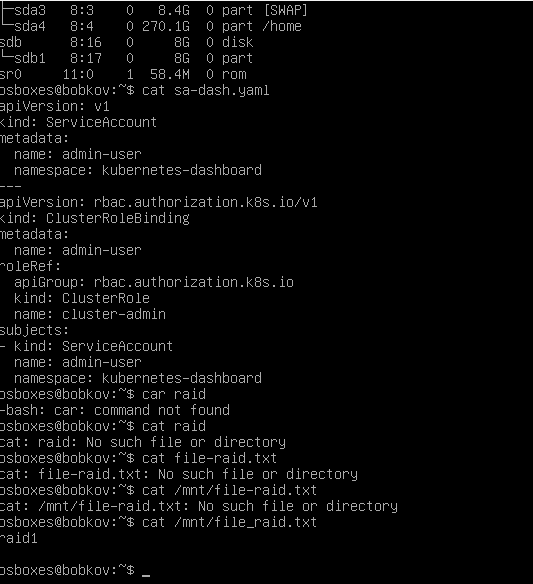 ├─sda3   8:3    0   8.4G  0 part [SWAP]
└─sda4   8:4    0 270.1G  0 part /home
sdb      8:16   0     8G  0 disk
└─sdb1   8:17   0     8G  0 part
sr0     11:0    1  58.4M  0 rom
osboxes@bobkov:~$ cat sa-dash.yaml
apiVersion: v1
kind: ServiceAccount
metadata:
  name: admin-user
  namespace: kubernetes-dashboard
---
apiVersion: rbac.authorization.k8s.io/v1
kind: ClusterRoleBinding
metadata:
  name: admin-user
roleRef:
  apiGroup: rbac.authorization.k8s.io
  kind: ClusterRole
  name: cluster-admin
subjects:
- kind: ServiceAccount
  name: admin-user
  namespace: kubernetes-dashboard
osboxes@bobkov:~$ car raid
-bash: car: command not found
osboxes@bobkov:~$ cat raid
cat: raid: No such file or directory
osboxes@bobkov:~$ cat file-raid.txt
cat: file-raid.txt: No such file or directory
osboxes@bobkov:~$ cat /mnt/file-raid.txt
cat: /mnt/file-raid.txt: No such file or directory
osboxes@bobkov:~$ cat /mnt/file_raid.txt
raid1

osboxes@bobkov:~$ _